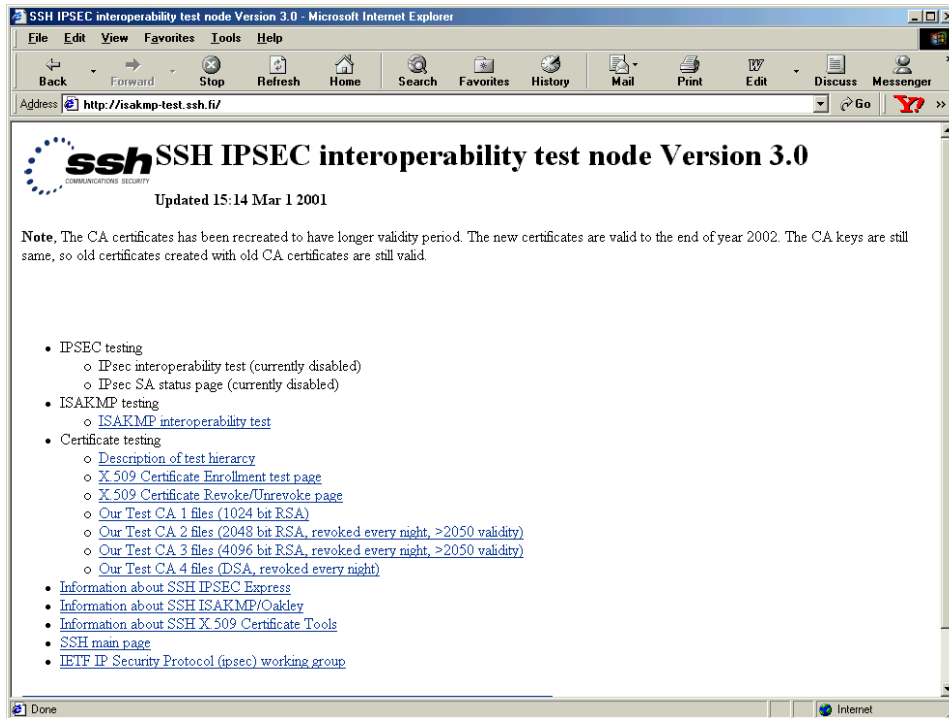 SSH IPSEC interoperability test node Version 3.0 - Microsoft Internet Explorer
File Edit View Favorites Tools Help
Back Forward Stop Refresh Home Search Favorites History Mail Print Edit Discuss Messenger
Address http://isakmp-test.ssh.fi/ Go Y! »
ssh SSH IPSEC interoperability test node Version 3.0
COMMUNICATIONS SECURITY
Updated 15:14 Mar 1 2001
Note, The CA certificates has been recreated to have longer validity period. The new certificates are valid to the end of year 2002. The CA keys are still
same, so old certificates created with old CA certificates are still valid.
IPSEC testing
IPsec interoperability test (currently disabled)
IPsec SA status page (currently disabled)
ISAKMP testing
ISAKMP interoperability test
Certificate testing
Description of test hierarcy
X.509 Certificate Enrollment test page
X.509 Certificate Revoke/Unrevoke page
Our Test CA 1 files (1024 bit RSA)
Our Test CA 2 files (2048 bit RSA, revoked every night, >2050 validity)
Our Test CA 3 files (4096 bit RSA, revoked every night, >2050 validity)
Our Test CA 4 files (DSA, revoked every night)
Information about SSH IPSEC Express
Information about SSH ISAKMP/Oakley
Information about SSH X.509 Certificate Tools
SSH main page
IETF IP Security Protocol (ipsec) working group
Done Internet